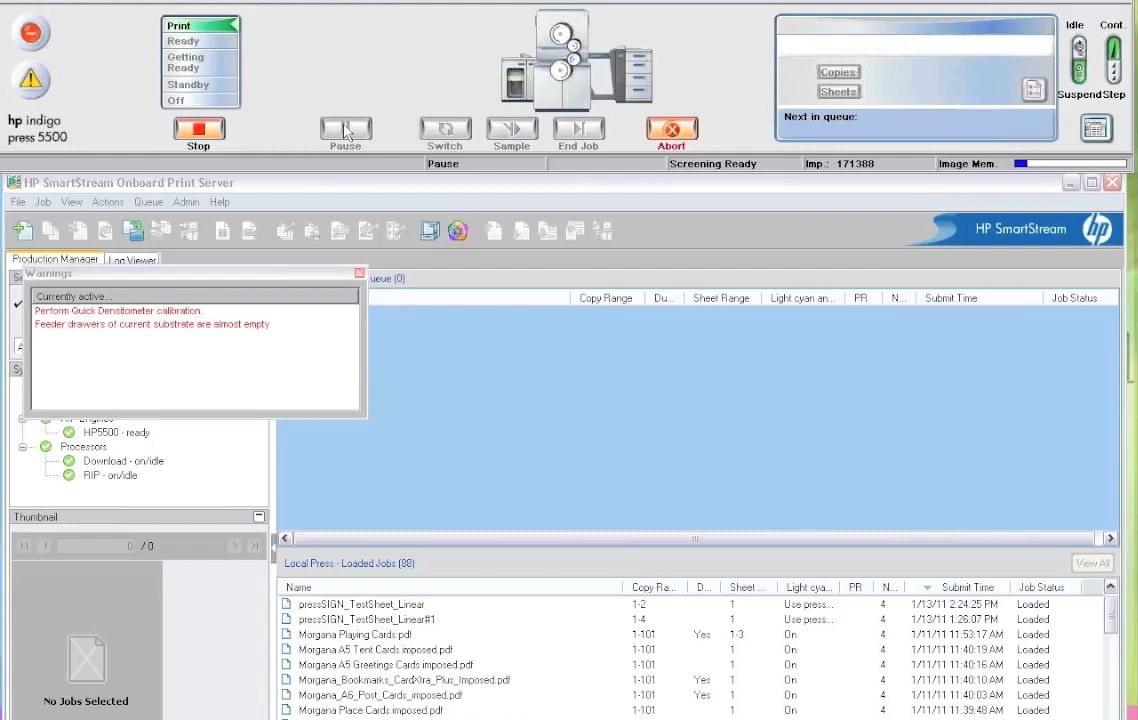 Print
Ready
Getting
Ready
Standby
Off
hp indigo
press 5500
Stop
Pause
Switch
Sample
End Job
Abort
Copies
Sheets
Next in queue:
Idle
Cont.
Suspend
Step
Pause
Screening Ready
Imp.: 171388
Image Mem.
HP SmartStream Onboard Print Server
File Job View Actions Queue Admin Help
HP SmartStream
hp
Production Manager
Log Viewer
Warnings
Currently active...
Perform Quick Densitometer calibration.
Feeder drawers of current substrate are almost empty
HP5500 - ready
Processors
Download - on/idle
RIP - on/idle
Thumbnail
0 / 0
No Jobs Selected
ueue (0)
Copy Range Du... Sheet Range Light cyan an... PR N... Submit Time Job Status
Local Press - Loaded Jobs (88)
View All
Name Copy Ra... D... Sheet ... Light cya... PR N... Submit Time Job Status
pressSIGN_TestSheet_Linear 1-2 1 Use press... 4 1/13/11 2:24:25 PM Loaded
pressSIGN_TestSheet_Linear#1 1-4 1 Use press... 4 1/13/11 1:26:07 PM Loaded
Morgana Playing Cards.pdf 1-101 Yes 1-3 On 4 1/11/11 11:53:17 AM Loaded
Morgana A5 Tent Cards imposed.pdf 1-101 1 On 4 1/11/11 11:40:19 AM Loaded
Morgana A5 Greetings Cards imposed.pdf 1-101 1 On 4 1/11/11 11:40:16 AM Loaded
Morgana_Bookmarks_CardXtra_Plus_Imposed.pdf 1-101 Yes 1 On 4 1/11/11 11:40:10 AM Loaded
Morgana_A6_Post_Cards_imposed.pdf 1-101 Yes 1 On 4 1/11/11 11:40:03 AM Loaded
Morgana Place Cards imposed.pdf 1-101 1 On 4 1/11/11 11:39:48 AM Loaded